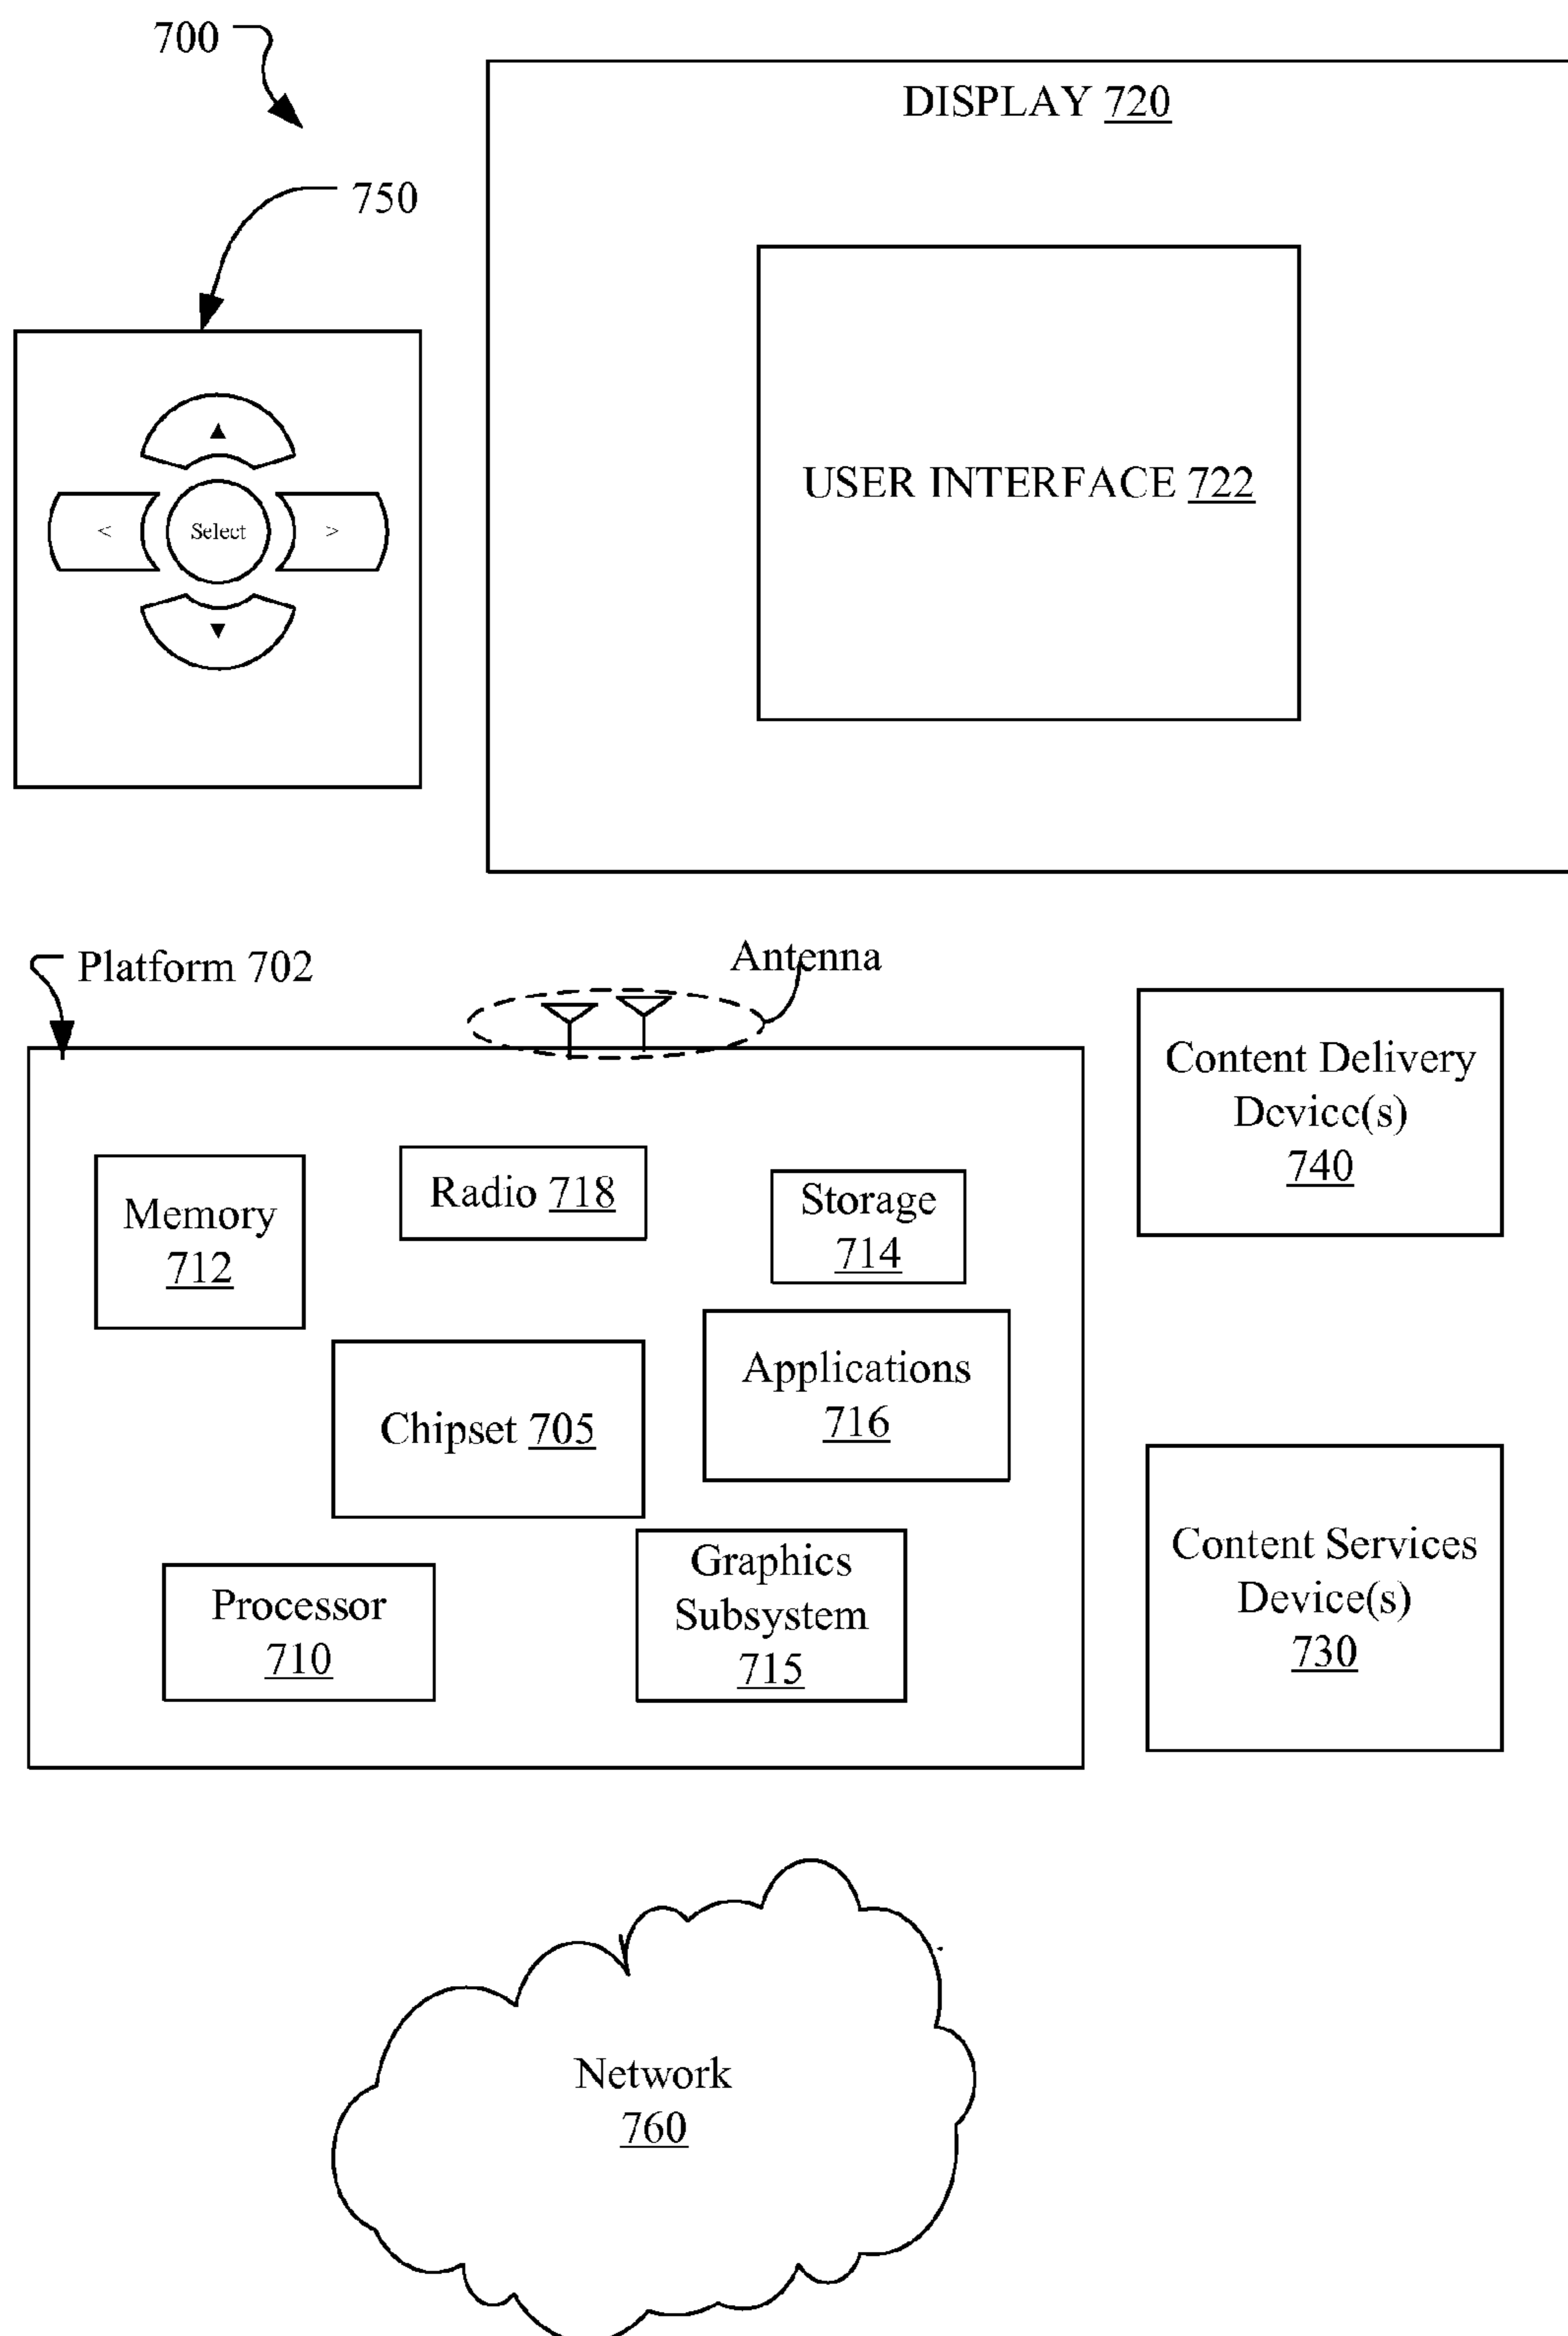 700
DISPLAY 720
750
USER INTERFACE 722
▲
< Select >
▼
Platform 702
Antenna
Memory
712
Radio 718
Storage
714
Content Delivery
Device(s)
740
Chipset 705
Applications
716
Processor
710
Graphics
Subsystem
715
Content Services
Device(s)
730
Network
760